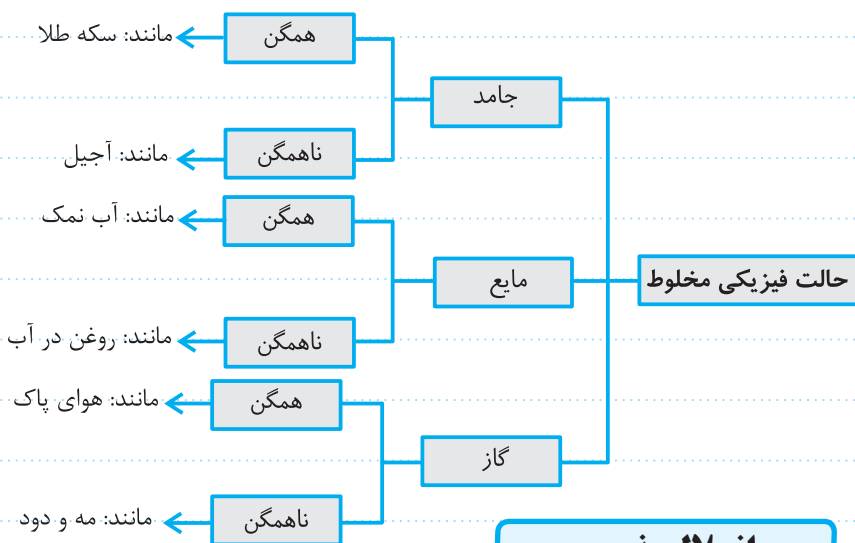 حالت فیزیکی مخلوط
جامد
همگن
مانند: سکه طلا
ناهمگن
مانند: آجیل
مایع
همگن
مانند: آب نمک
ناهمگن
مانند: روغن در آب
گاز
همگن
مانند: هوای پاک
ناهمگن
مانند: مه و دود